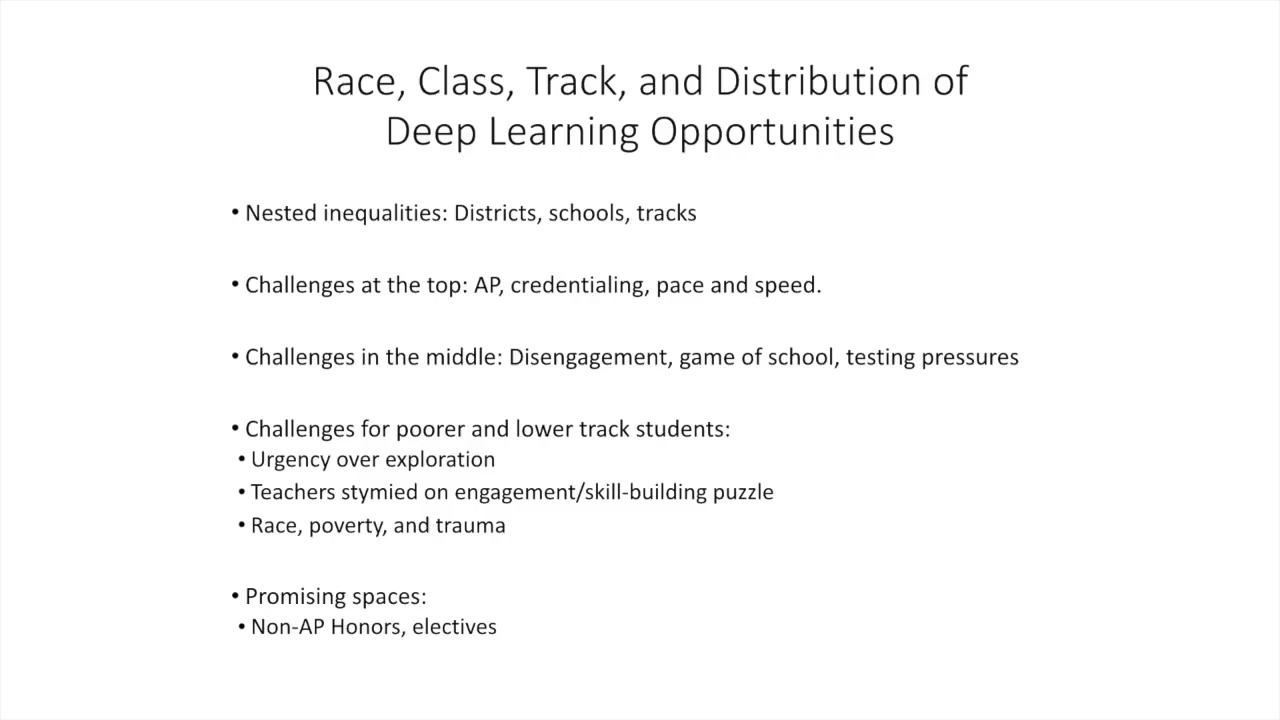 Race, Class, Track, and Distribution of
Deep Learning Opportunities
• Nested inequalities: Districts, schools, tracks
• Challenges at the top: AP, credentialing, pace and speed.
• Challenges in the middle: Disengagement, game of school, testing pressures
• Challenges for poorer and lower track students:
• Urgency over exploration
• Teachers stymied on engagement/skill-building puzzle
• Race, poverty, and trauma
• Promising spaces:
• Non-AP Honors, electives